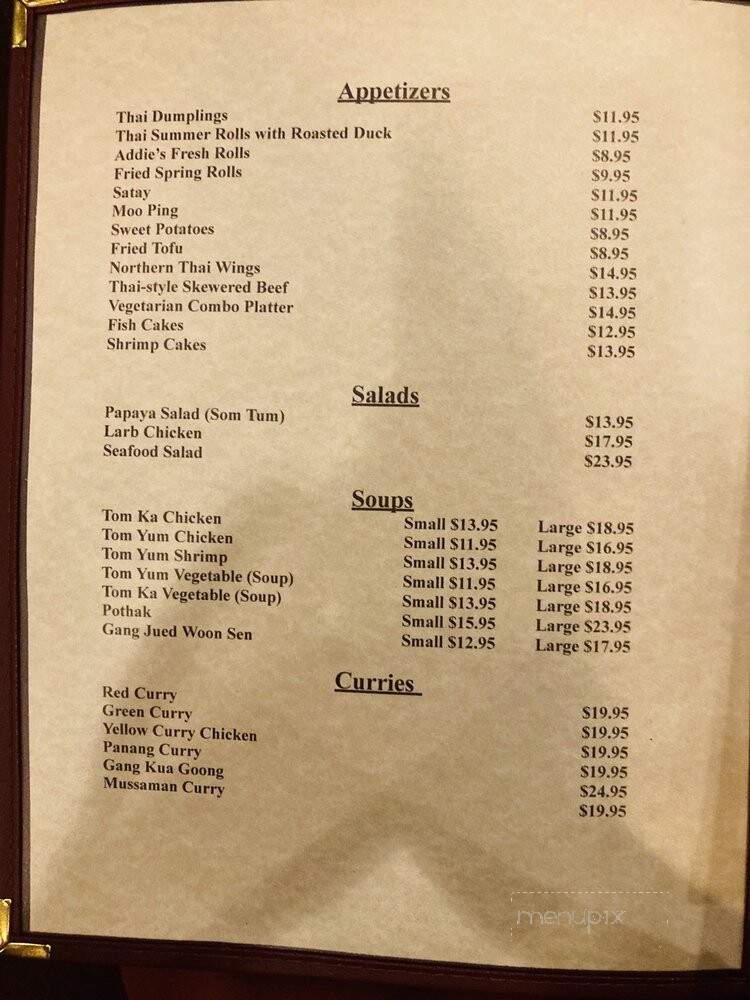 Appetizers
Thai Dumplings $11.95
Thai Summer Rolls with Roasted Duck $11.95
Addie's Fresh Rolls $8.95
Fried Spring Rolls $9.95
Satay $11.95
Moo Ping $11.95
Sweet Potatoes $8.95
Fried Tofu $8.95
Northern Thai Wings $14.95
Thai-style Skewered Beef $13.95
Vegetarian Combo Platter $14.95
Fish Cakes $12.95
Shrimp Cakes $13.95
Salads
Papaya Salad (Som Tum) $13.95
Larb Chicken $17.95
Seafood Salad $23.95
Soups
Tom Ka Chicken Small $13.95 Large $18.95
Tom Yum Chicken Small $11.95 Large $16.95
Tom Yum Shrimp Small $13.95 Large $18.95
Tom Yum Vegetable (Soup) Small $11.95 Large $16.95
Tom Ka Vegetable (Soup) Small $13.95 Large $18.95
Pothak Small $15.95 Large $23.95
Gang Jued Woon Sen Small $12.95 Large $17.95
Curries
Red Curry $19.95
Green Curry $19.95
Yellow Curry Chicken $19.95
Panang Curry $19.95
Gang Kua Goong $24.95
Mussaman Curry $19.95
menupix